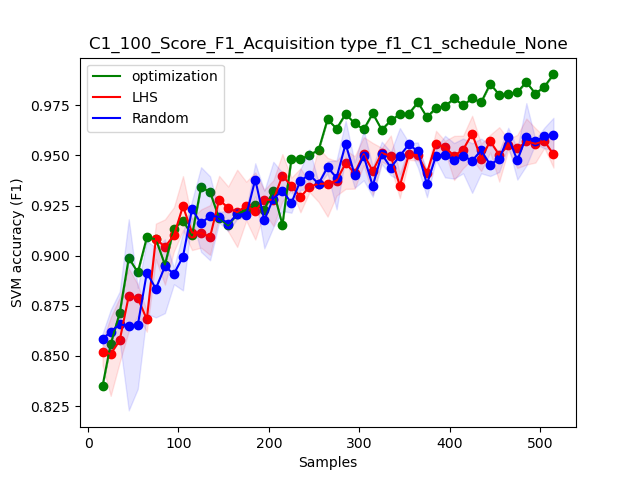 C1_100_Score_F1_Acquisition type_f1_C1_schedule_None
optimization
LHS
Random
SVM accuracy (F1)
0.975
0.950
0.925
0.900
0.875
0.850
0.825
0 100 200 300 400 500
Samples